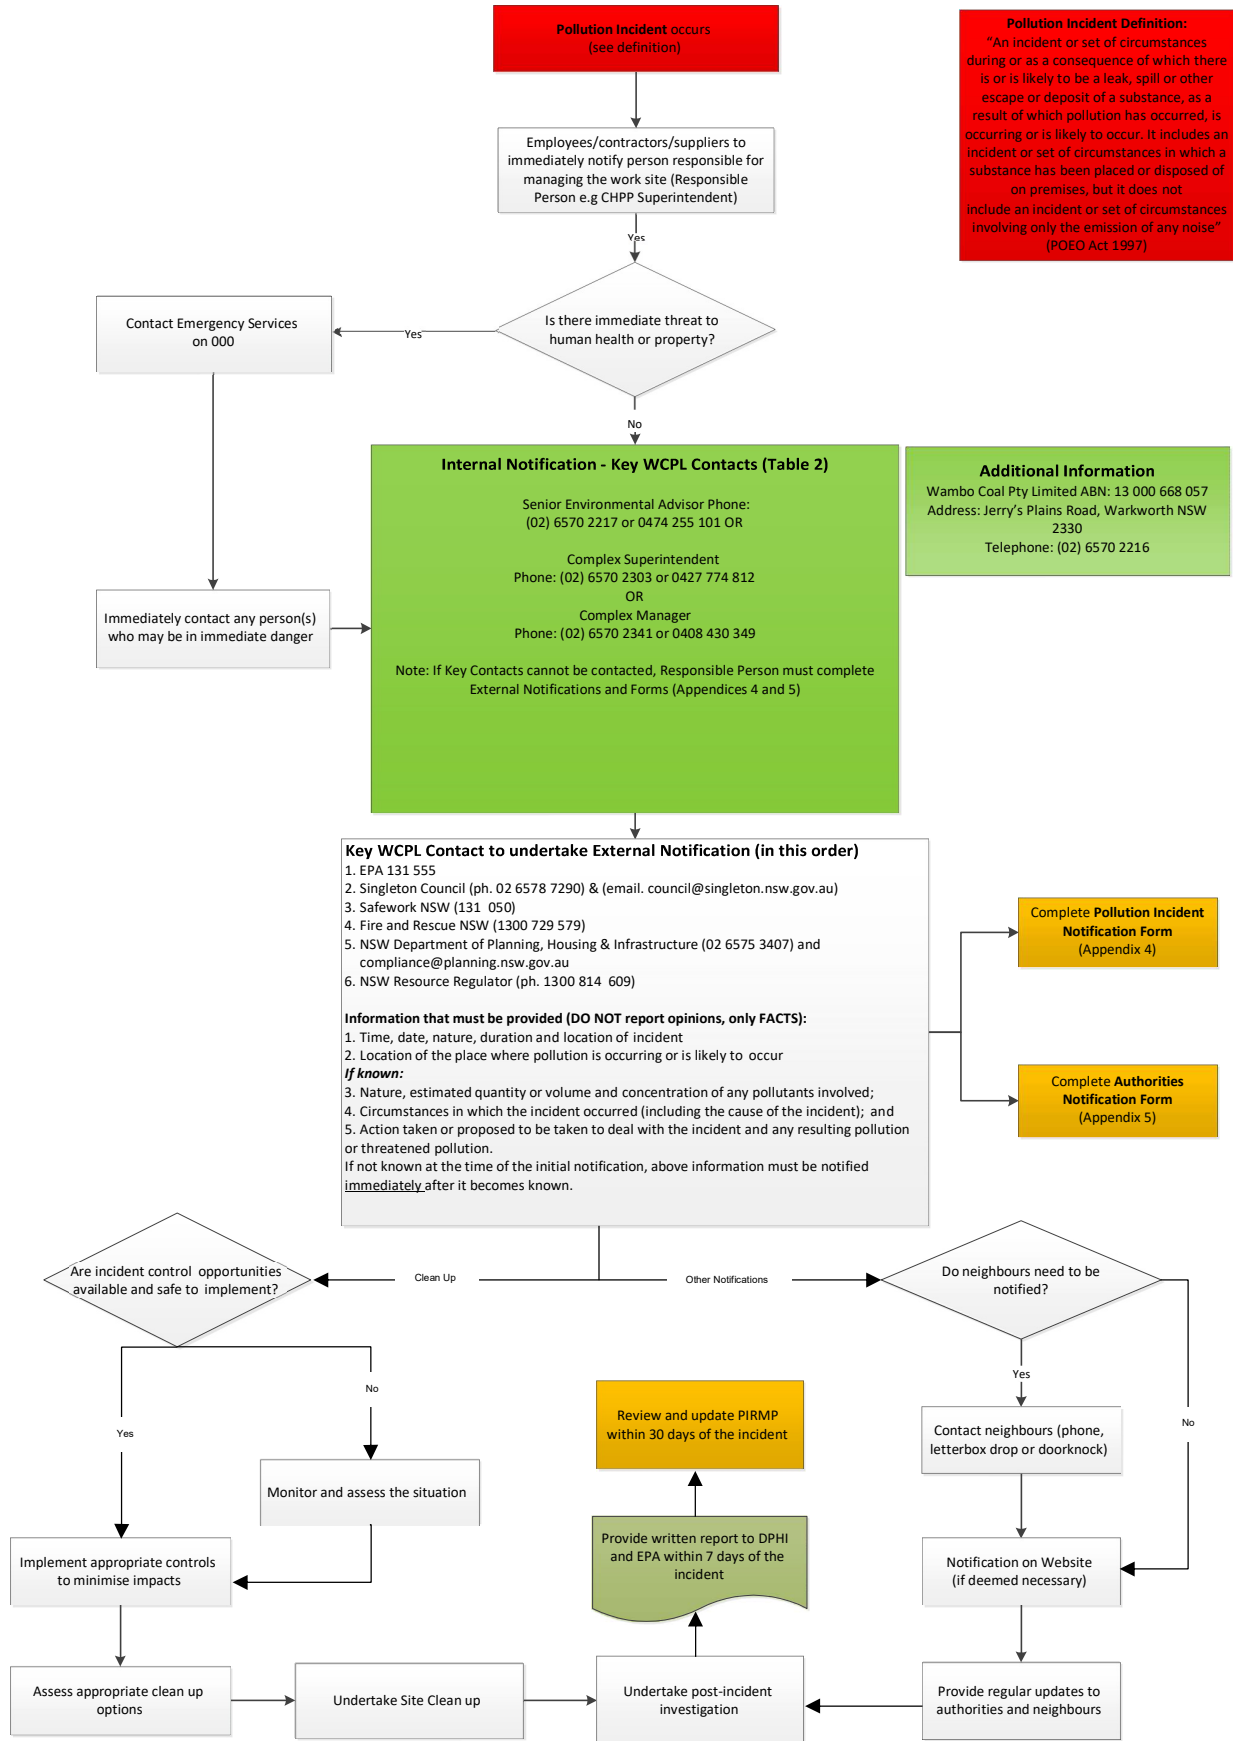 Pollution Incident occurs
(see definition)
Pollution Incident Definition:
“An incident or set of circumstances
during or as a consequence of which there
is or is likely to be a leak, spill or other
escape or deposit of a substance, as a
result of which pollution has occurred, is
occurring or is likely to occur. It includes an
incident or set of circumstances in which a
substance has been placed or disposed of
on premises, but it does not
include an incident or set of circumstances
involving only the emission of any noise”
(POEO Act 1997)
Employees/contractors/suppliers to
immediately notify person responsible for
managing the work site (Responsible
Person e.g CHPP Superintendent)
Yes
Is there immediate threat to
human health or property?
Yes
Contact Emergency Services
on 000
No
Immediately contact any person(s)
who may be in immediate danger
Internal Notification - Key WCPL Contacts (Table 2)
Senior Environmental Advisor Phone:
(02) 6570 2217 or 0474 255 101 OR
Complex Superintendent
Phone: (02) 6570 2303 or 0427 774 812
OR
Complex Manager
Phone: (02) 6570 2341 or 0408 430 349
Note: If Key Contacts cannot be contacted, Responsible Person must complete
External Notifications and Forms (Appendices 4 and 5)
Additional Information
Wambo Coal Pty Limited ABN: 13 000 668 057
Address: Jerry’s Plains Road, Warkworth NSW
2330
Telephone: (02) 6570 2216
Key WCPL Contact to undertake External Notification (in this order)
1. EPA 131 555
2. Singleton Council (ph. 02 6578 7290) & (email. council@singleton.nsw.gov.au)
3. Safework NSW (131 050)
4. Fire and Rescue NSW (1300 729 579)
5. NSW Department of Planning, Housing & Infrastructure (02 6575 3407) and
compliance@planning.nsw.gov.au
6. NSW Resource Regulator (ph. 1300 814 609)
Information that must be provided (DO NOT report opinions, only FACTS):
1. Time, date, nature, duration and location of incident
2. Location of the place where pollution is occurring or is likely to occur
If known:
3. Nature, estimated quantity or volume and concentration of any pollutants involved;
4. Circumstances in which the incident occurred (including the cause of the incident); and
5. Action taken or proposed to be taken to deal with the incident and any resulting pollution
or threatened pollution.
If not known at the time of the initial notification, above information must be notified
immediately after it becomes known.
Complete Pollution Incident
Notification Form
(Appendix 4)
Complete Authorities
Notification Form
(Appendix 5)
Are incident control opportunities
available and safe to implement?
Clean Up
Other Notifications
Do neighbours need to be
notified?
Yes
No
Yes
No
Monitor and assess the situation
Review and update PIRMP
within 30 days of the incident
Contact neighbours (phone,
letterbox drop or doorknock)
Implement appropriate controls
to minimise impacts
Provide written report to DPHI
and EPA within 7 days of the
incident
Notification on Website
(if deemed necessary)
Assess appropriate clean up
options
Undertake Site Clean up
Undertake post-incident
investigation
Provide regular updates to
authorities and neighbours